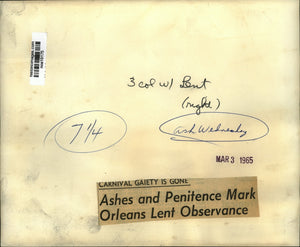 3 col w/ Lent
(right)
7 1/4
Ash Wednesday
MAR 3 1965
CARNIVAL GAIETY IS GONE
Ashes and Penitence Mark
Orleans Lent Observance